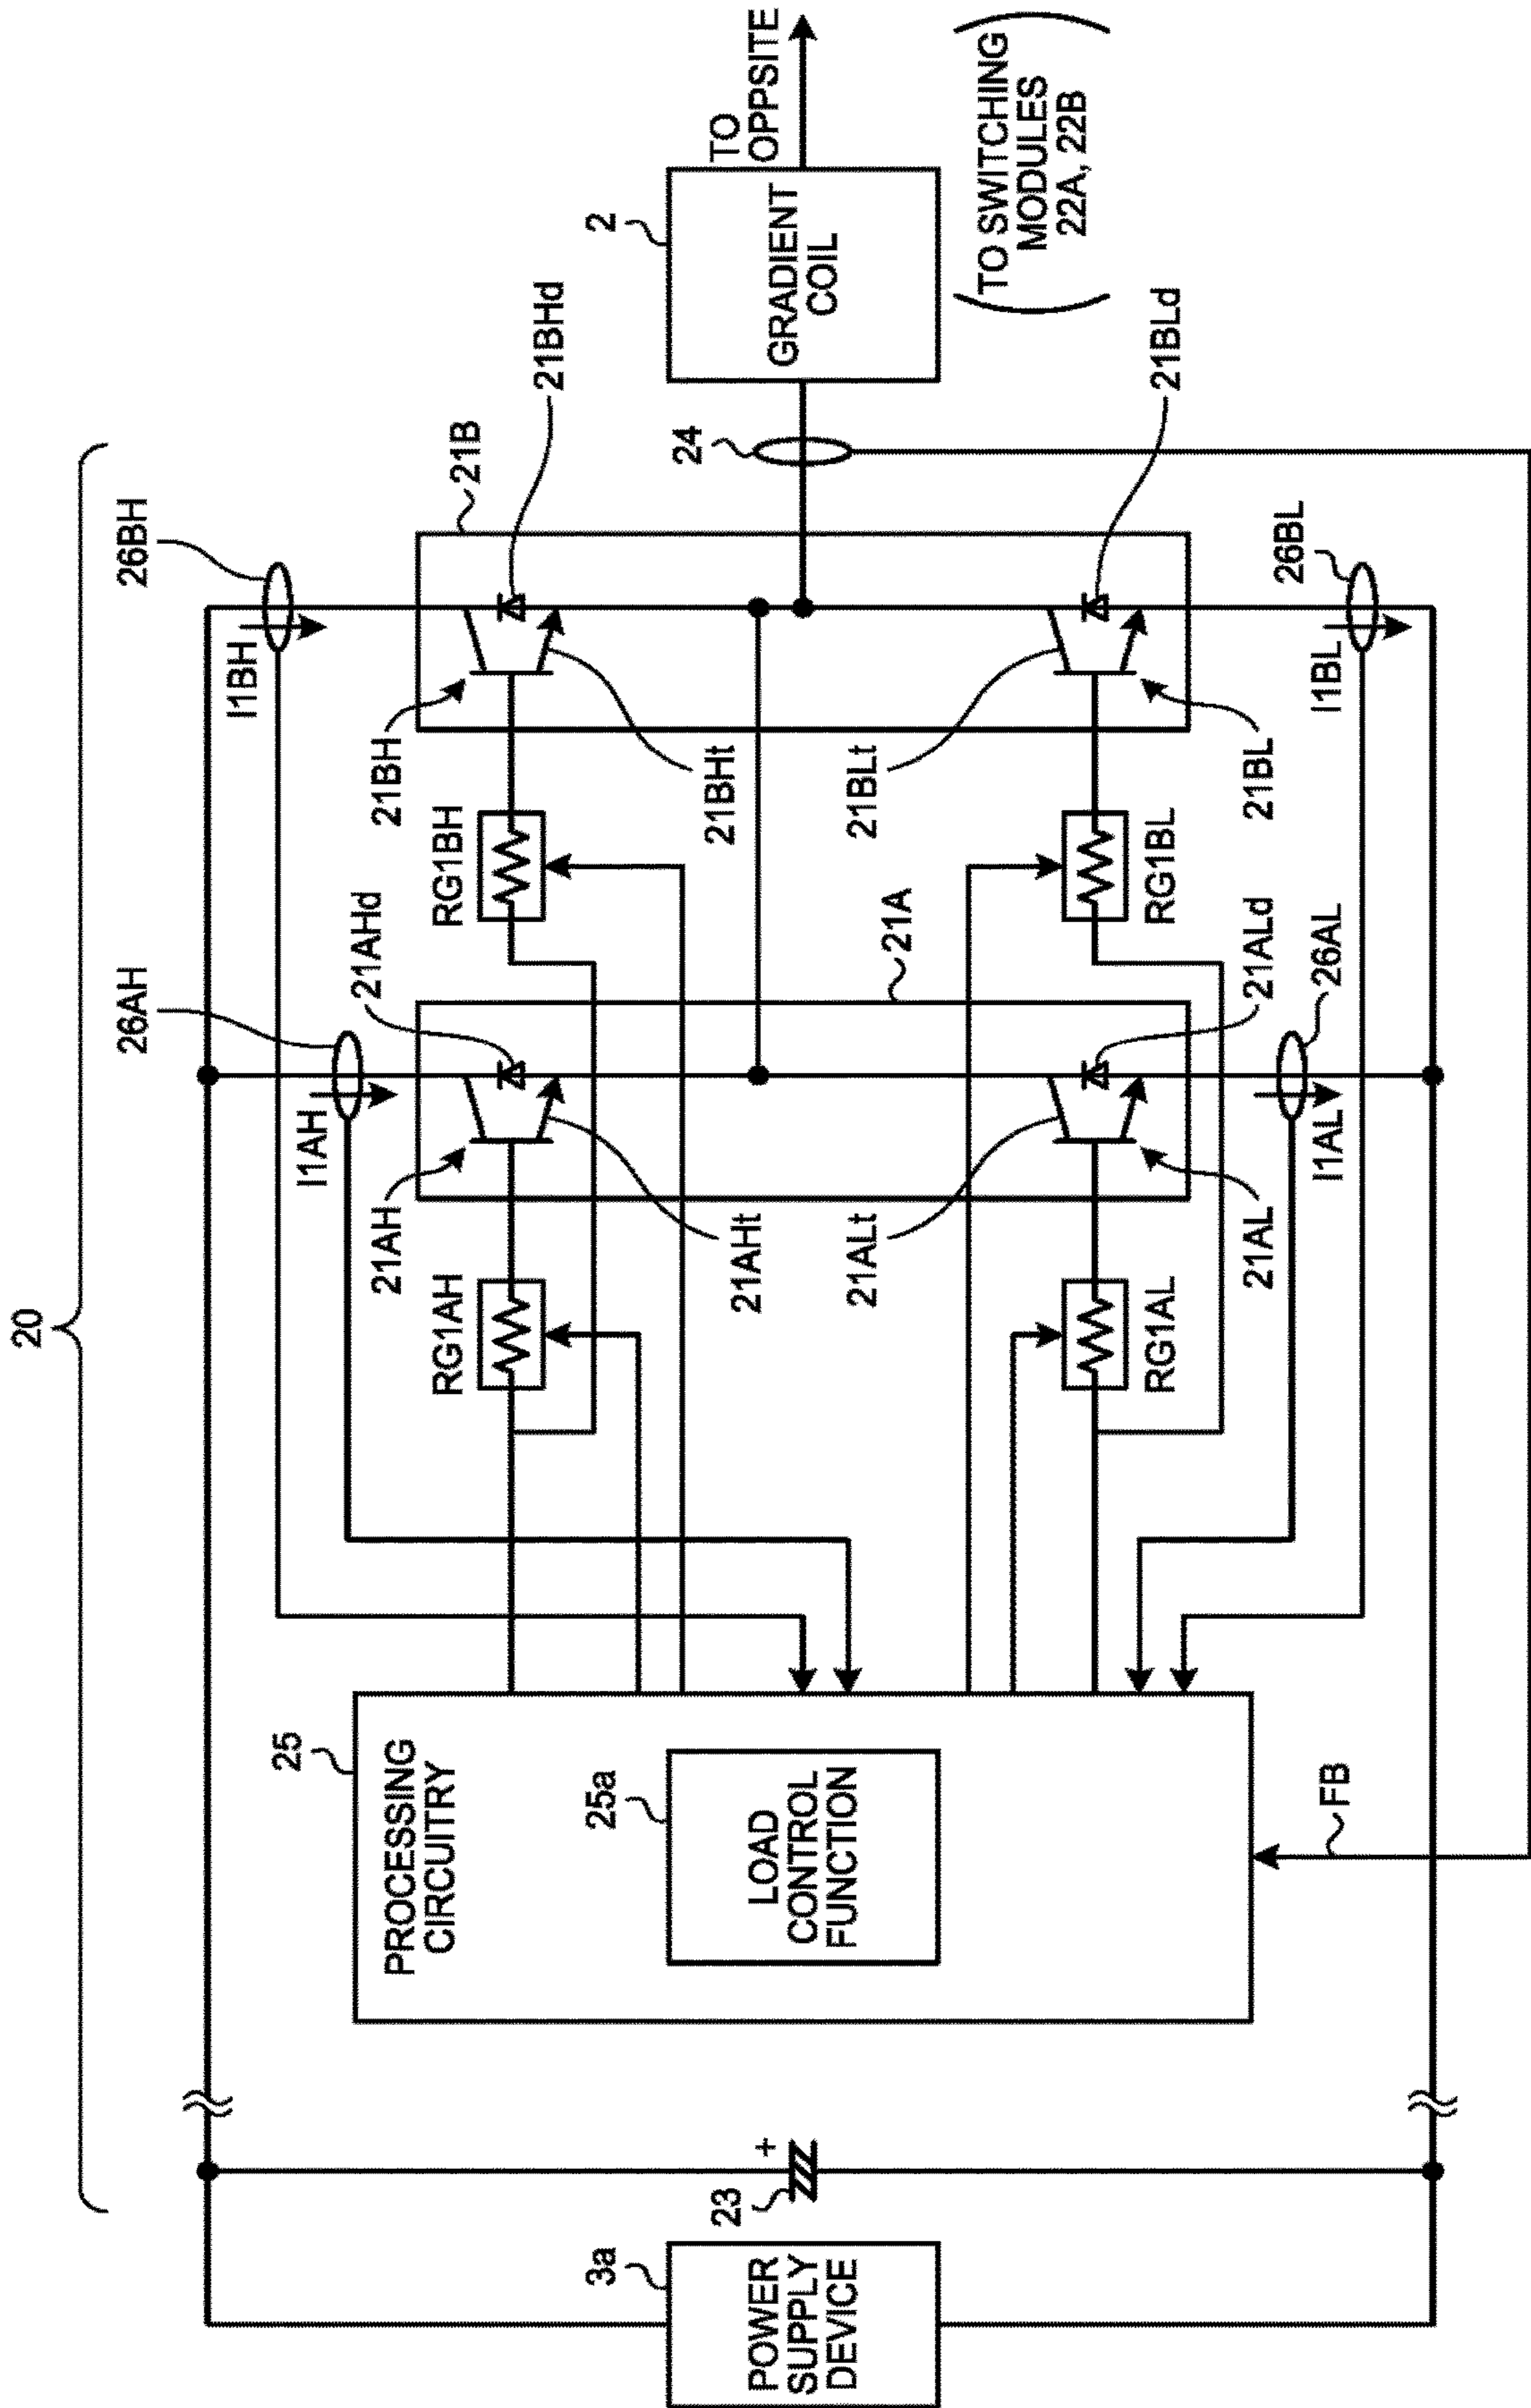 20
3a
POWER
SUPPLY
DEVICE
23
+
25
PROCESSING
CIRCUITRY
25a
LOAD
CONTROL
FUNCTION
FB
26AH
I1AH
21AH
21AHd
21AHt
RG1AH
21A
21ALt
21ALd
21AL
RG1AL
I1AL
26AL
26BH
I1BH
21BH
21BHd
21BHt
RG1BH
21B
21BLt
21BLd
21BL
RG1BL
I1BL
26BL
24
2
GRADIENT
COIL
TO
OPPSITE
TO SWITCHING
MODULES
22A, 22B